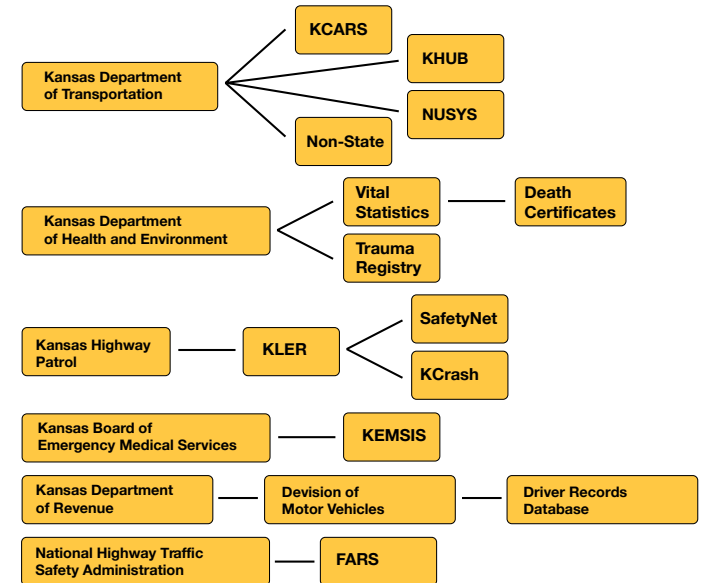 KCARS
Kansas Department
of Transportation
KHUB
NUSYS
Non-State
Kansas Department
of Health and Environment
Vital
Statistics
Death
Certificates
Trauma
Registry
Kansas Highway
Patrol
KLER
SafetyNet
KCrash
Kansas Board of
Emergency Medical Services
KEMSIS
Kansas Department
of Revenue
Devision of
Motor Vehicles
Driver Records
Database
National Highway Traffic
Safety Administration
FARS